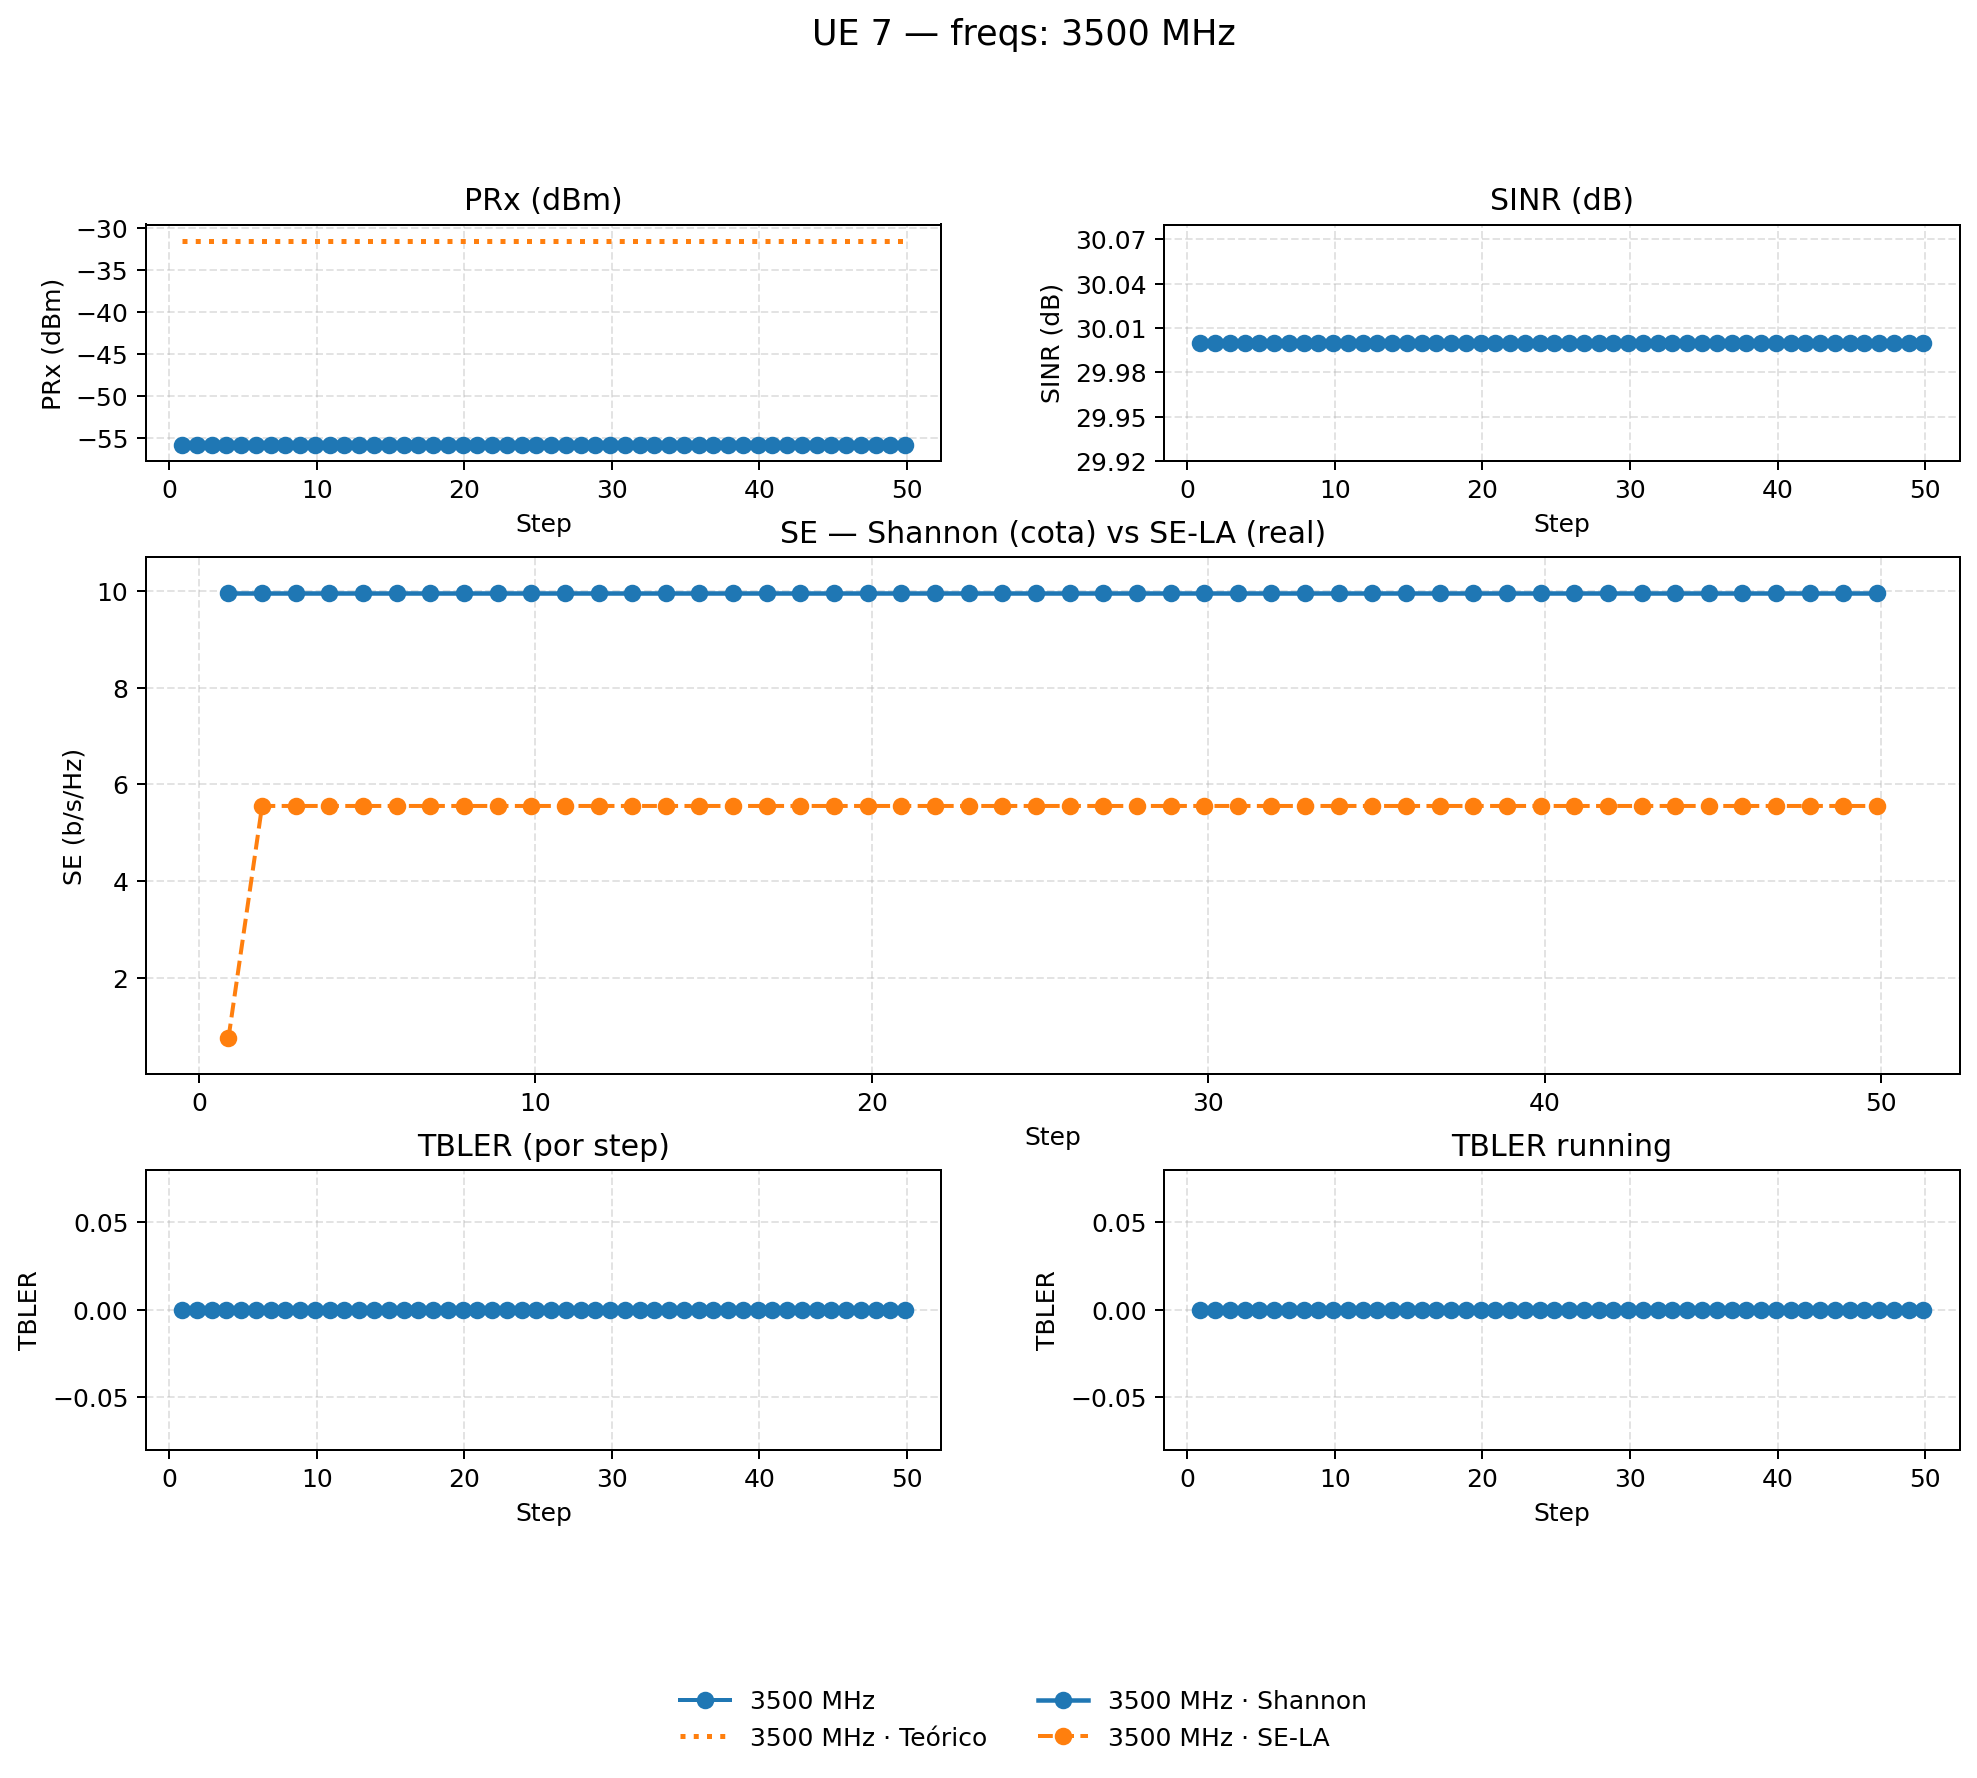 UE 7 — freqs: 3500 MHz
PRx (dBm)
PRx (dBm)
−30
−35
−40
−45
−50
−55
0 10 20 30 40 50
Step
SINR (dB)
SINR (dB)
30.07
30.04
30.01
29.98
29.95
29.92
0 10 20 30 40 50
Step
SE — Shannon (cota) vs SE-LA (real)
SE (b/s/Hz)
10
8
6
4
2
0 10 20 30 40 50
Step
TBLER (por step)
TBLER
0.05
0.00
−0.05
0 10 20 30 40 50
Step
TBLER running
TBLER
0.05
0.00
−0.05
0 10 20 30 40 50
Step
3500 MHz
3500 MHz · Teórico
3500 MHz · Shannon
3500 MHz · SE-LA